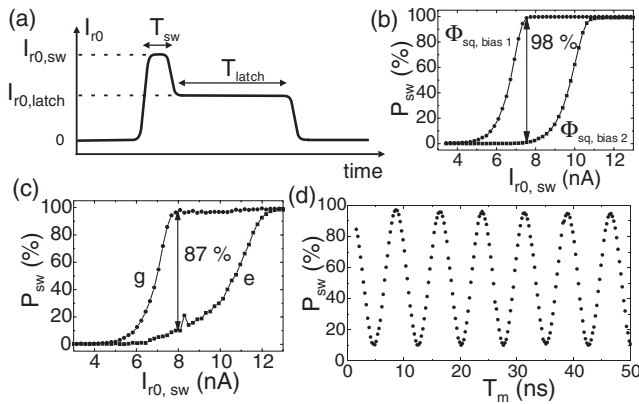 (a)
I_r0
T_sw
I_r0,sw
T_latch
I_r0,latch
0
time
(b)
100
80
60
40
20
0
P_sw (%)
Φ_sq, bias 1
98 %
Φ_sq, bias 2
4 6 8 10 12
I_r0, sw (nA)
(c)
100
80
60
40
20
0
P_sw (%)
g
87 %
e
4 6 8 10 12
I_r0, sw (nA)
(d)
100
80
60
40
20
0
P_sw (%)
0 10 20 30 40 50
T_m (ns)